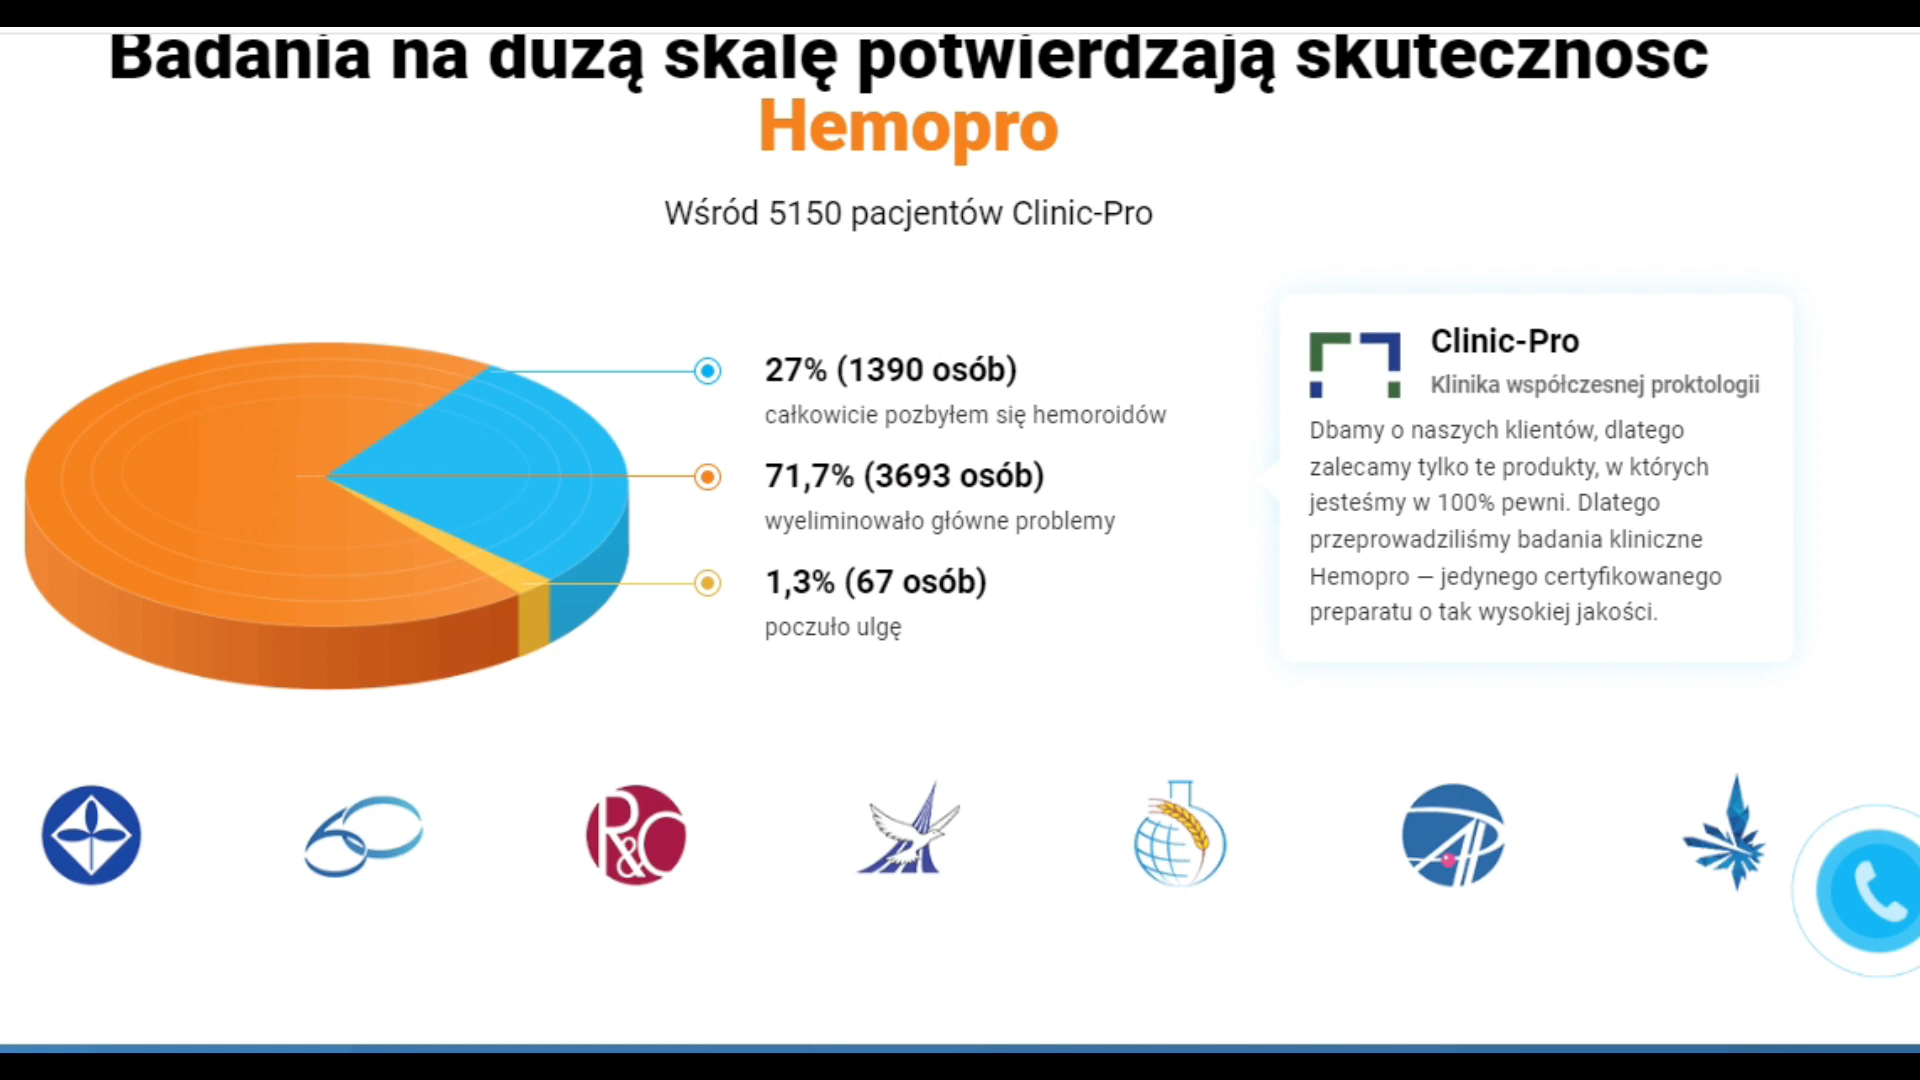 Badania na dużą skalę potwierdzają skuteczność
Hemopro
Wśród 5150 pacjentów Clinic-Pro
27% (1390 osób)
całkowicie pozbyłem się hemoroidów
71,7% (3693 osób)
wyeliminowało główne problemy
1,3% (67 osób)
poczuło ulgę
Clinic-Pro
Klinika współczesnej proktologii
Dbamy o naszych klientów, dlatego
zalecamy tylko te produkty, w których
jesteśmy w 100% pewni. Dlatego
przeprowadziliśmy badania kliniczne
Hemopro – jedynego certyfikowanego
preparatu o tak wysokiej jakości.
R&C
AP